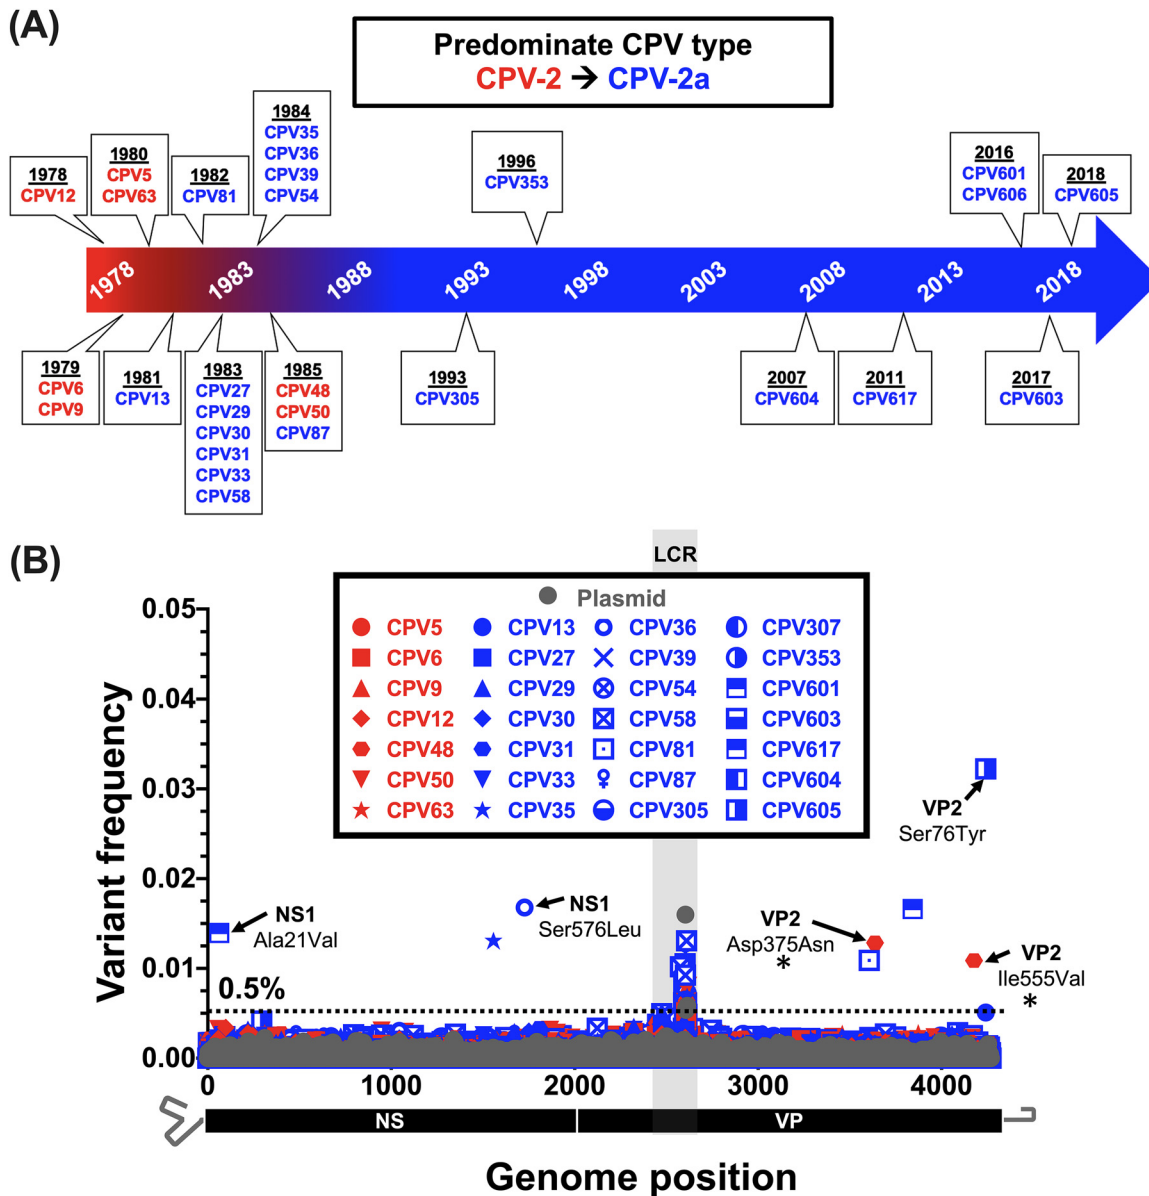 (A)
Predominate CPV type
CPV-2 → CPV-2a
1978
CPV12
1980
CPV5
CPV63
1982
CPV81
1984
CPV35
CPV36
CPV39
CPV54
1996
CPV353
2016
CPV601
CPV606
2018
CPV605
1978 1983 1988 1993 1998 2003 2008 2013 2018
1979
CPV6
CPV9
1981
CPV13
1983
CPV27
CPV29
CPV30
CPV31
CPV33
CPV58
1985
CPV48
CPV50
CPV87
1993
CPV305
2007
CPV604
2011
CPV617
2017
CPV603
(B)
LCR
Plasmid
CPV5 CPV13 CPV36 CPV307
CPV6 CPV27 CPV39 CPV353
CPV9 CPV29 CPV54 CPV601
CPV12 CPV30 CPV58 CPV603
CPV48 CPV31 CPV81 CPV617
CPV50 CPV33 CPV87 CPV604
CPV63 CPV35 CPV305 CPV605
Variant frequency
0.05
0.04
0.03
0.02
0.01
0.00
0.5%
NS1
Ala21Val
NS1
Ser576Leu
VP2
Ser76Tyr
VP2
Asp375Asn
*
VP2
Ile555Val
*
0 1000 2000 3000 4000
NS VP
Genome position